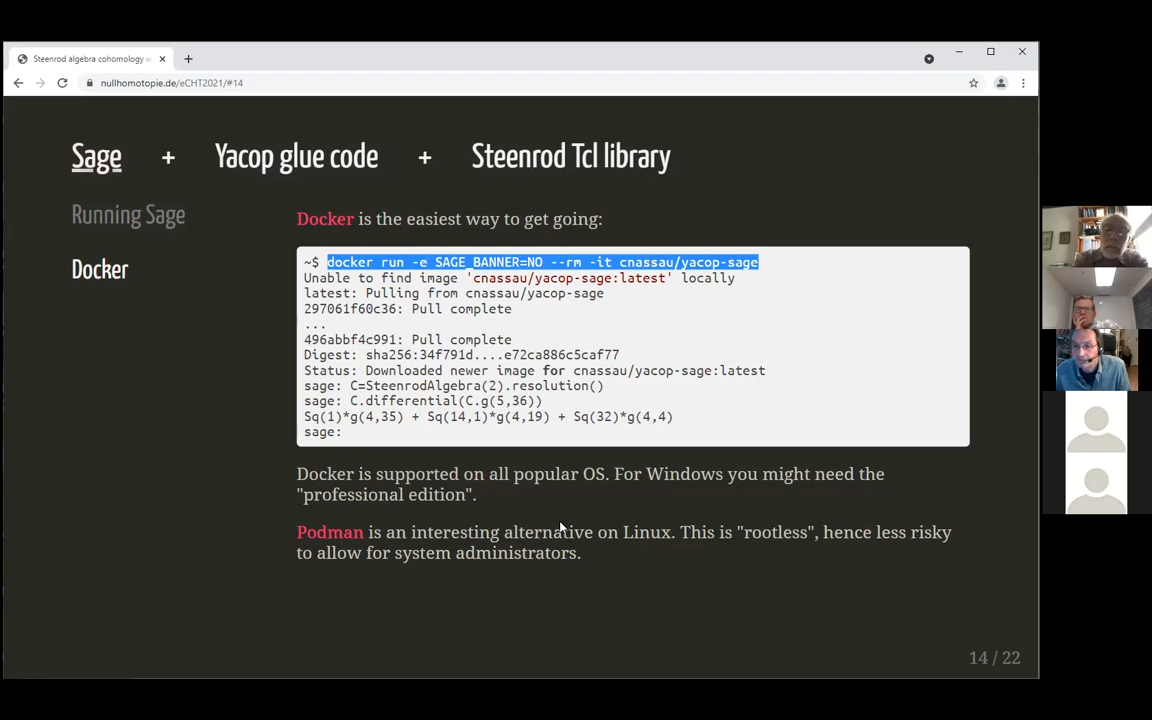 Steenrod algebra cohomology w
nullhomotopie.de/eCHT2021/#14
Sage + Yacop glue code + Steenrod Tcl library
Running Sage
Docker
Docker is the easiest way to get going:
~$ docker run -e SAGE_BANNER=NO --rm -it cnassau/yacop-sage
Unable to find image 'cnassau/yacop-sage:latest' locally
latest: Pulling from cnassau/yacop-sage
297061f60c36: Pull complete
...
496abbf4c991: Pull complete
Digest: sha256:34f791d....e72ca886c5caf77
Status: Downloaded newer image for cnassau/yacop-sage:latest
sage: C=SteenrodAlgebra(2).resolution()
sage: C.differential(C.g(5,36))
Sq(1)*g(4,35) + Sq(14,1)*g(4,19) + Sq(32)*g(4,4)
sage:
Docker is supported on all popular OS. For Windows you might need the
"professional edition".
Podman is an interesting alternative on Linux. This is "rootless", hence less risky
to allow for system administrators.
14 / 22